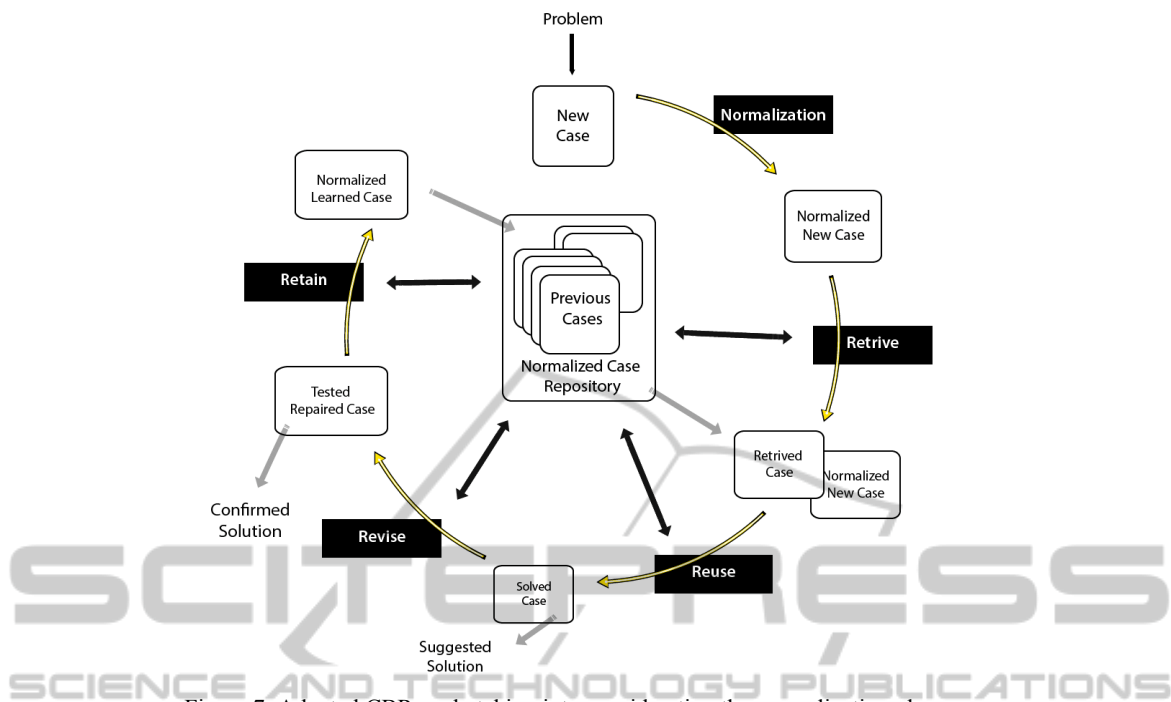 Problem
New
Case
Normalization
Normalized
Learned Case
Normalized
New Case
Retain
Previous
Cases
Normalized Case
Repository
Retrive
Tested
Repaired Case
Retrived
Case
Normalized
New Case
Confirmed
Solution
Revise
Reuse
Solved
Case
Suggested
Solution
SCITEPRESS
SCIENCE AND TECHNOLOGY PUBLICATIONS